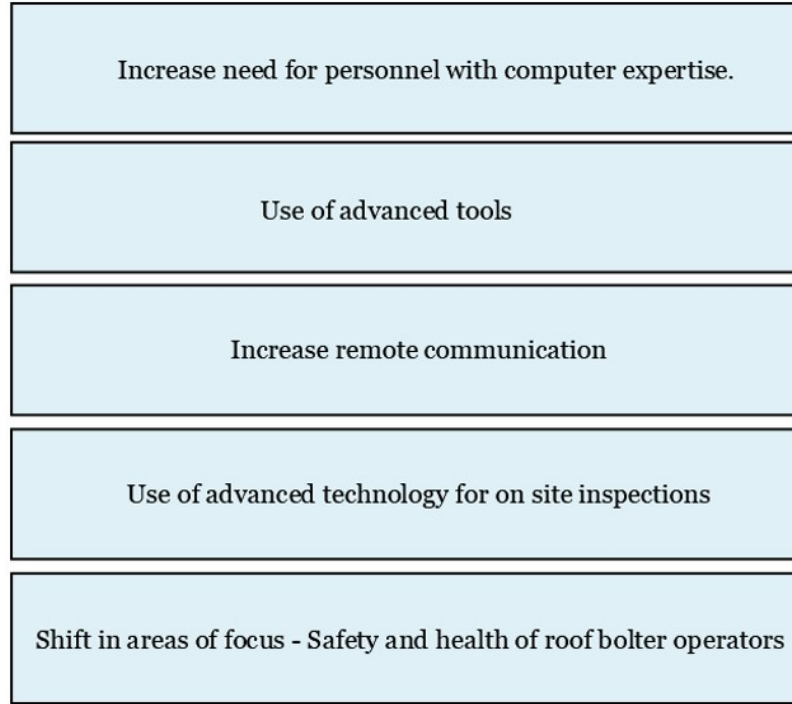 Increase need for personnel with computer expertise.
Use of advanced tools
Increase remote communication
Use of advanced technology for on site inspections
Shift in areas of focus - Safety and health of roof bolter operators